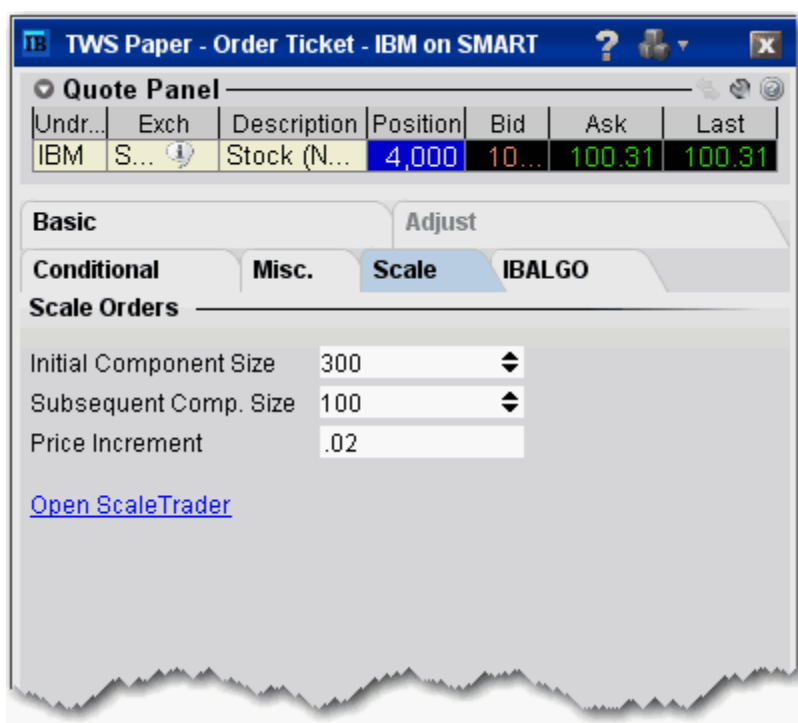 IB TWS Paper - Order Ticket - IBM on SMART ? X
Quote Panel
Undr... Exch Description Position Bid Ask Last
IBM S... Stock (N... 4,000 10... 100.31 100.31
Basic Adjust
Conditional Misc. Scale IBALGO
Scale Orders
Initial Component Size 300
Subsequent Comp. Size 100
Price Increment .02
Open ScaleTrader